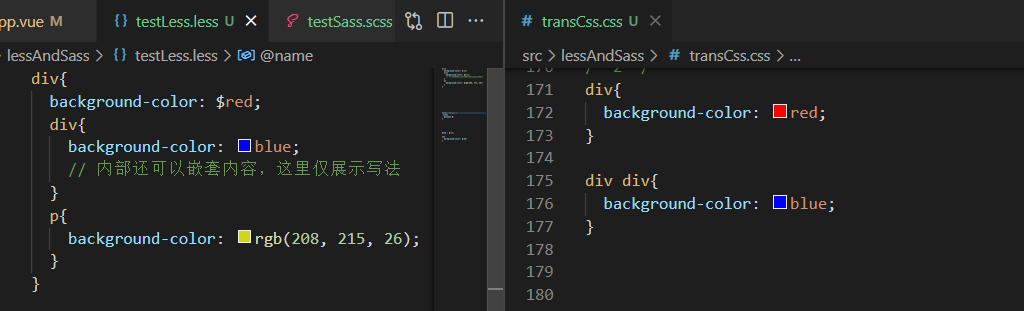 pp.vue M
testLess.less U
testSass.scss
lessAndSass > testLess.less > @name
div{
background-color: $red;
div{
background-color: blue;
// 内部还可以嵌套内容，这里仅展示写法
}
p{
background-color: rgb(208, 215, 26);
}
}
transCss.css U
src > lessAndSass > transCss.css > ...
171 div{
172 background-color: red;
173 }
174
175 div div{
176 background-color: blue;
177 }
178
179
180